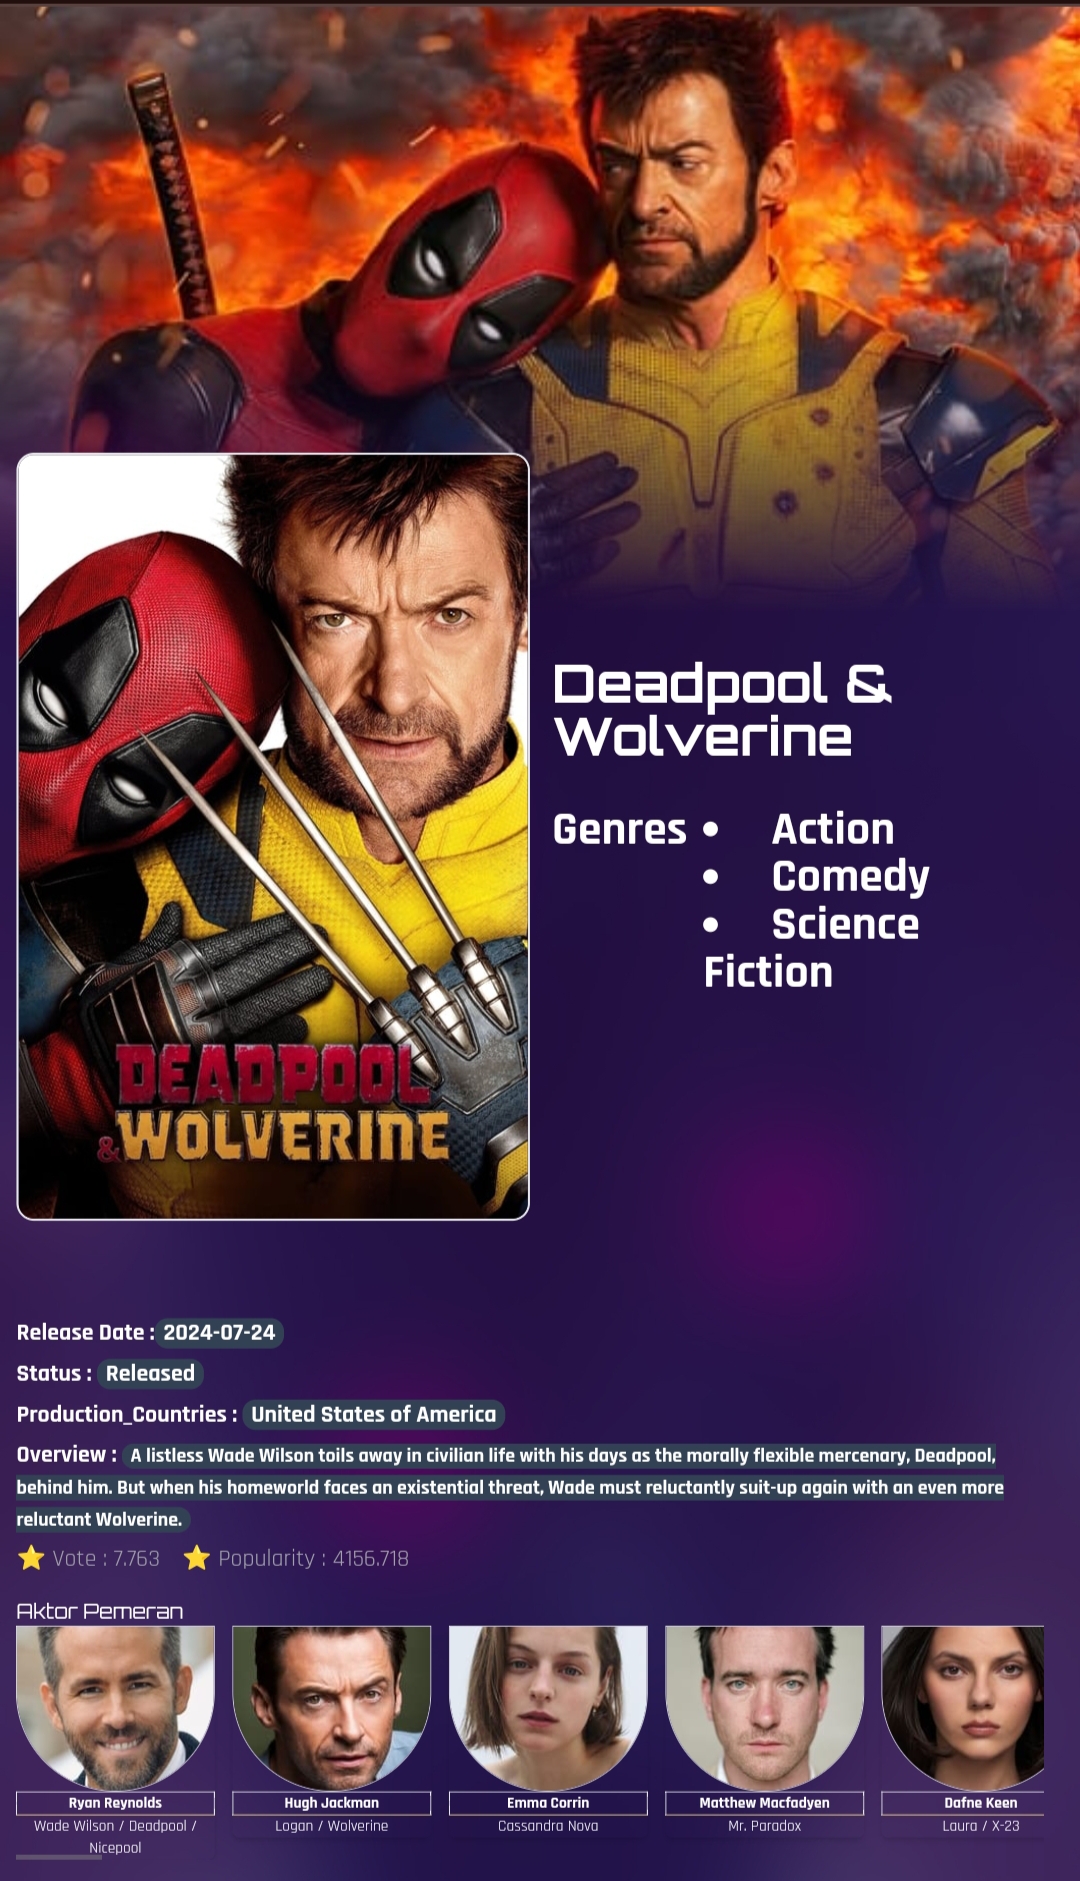 Deadpool &
Wolverine
Genres • Action
• Comedy
• Science
Fiction
DEADPOOL
&WOLVERINE
Release Date : 2024-07-24
Status : Released
Production_Countries : United States of America
Overview : A listless Wade Wilson toils away in civilian life with his days as the morally flexible mercenary, Deadpool,
behind him. But when his homeworld faces an existential threat, Wade must reluctantly suit-up again with an even more
reluctant Wolverine.
⭐ Vote : 7.763 ⭐ Popularity : 4156.718
Aktor Pemeran
Ryan Reynolds
Wade Wilson / Deadpool /
Nicepool
Hugh Jackman
Logan / Wolverine
Emma Corrin
Cassandra Nova
Matthew Macfadyen
Mr. Paradox
Dafne Keen
Laura / X-23